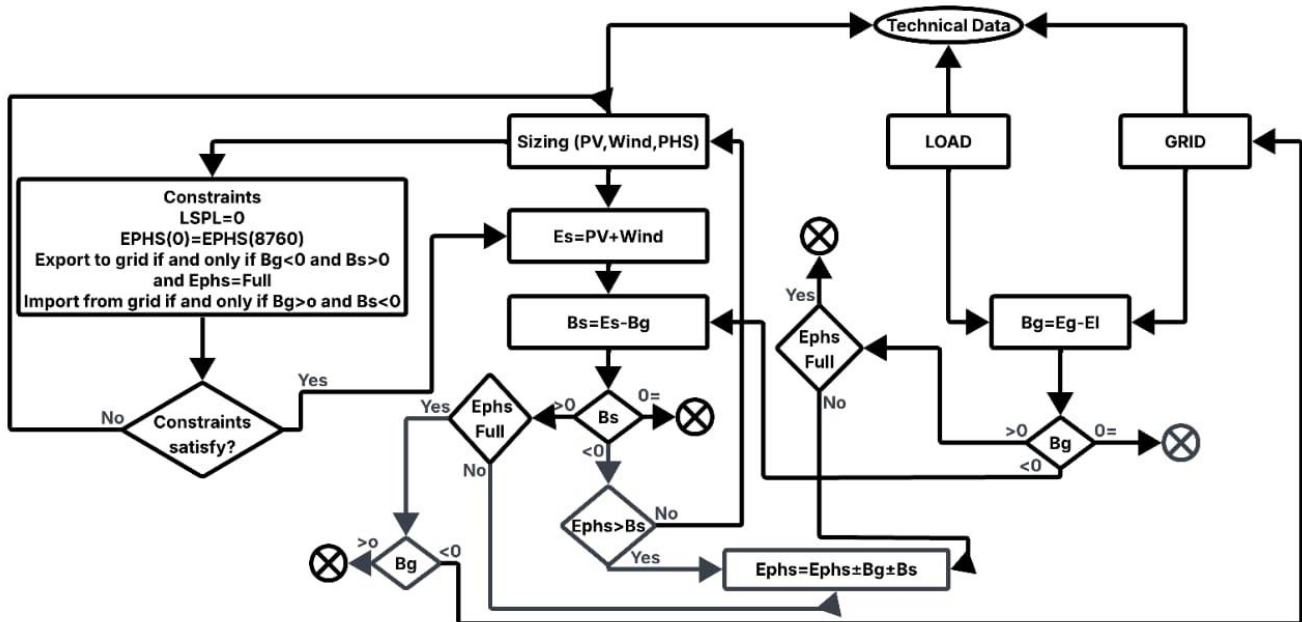 Technical Data
Sizing (PV,Wind,PHS)
LOAD
GRID
Constraints
LSPL=0
EPHS(0)=EPHS(8760)
Export to grid if and only if Bg<0 and Bs>0
and Ephs=Full
Import from grid if and only if Bg>o and Bs<0
Es=PV+Wind
Bs=Es-Bg
Yes
Ephs
Full
No
Bg=Eg-El
Yes
No
Constraints
satisfy?
Yes
Ephs
Full
No
>0
Bs
0=
<0
>0
Bg
0=
<0
Ephs>Bs
No
Yes
>o
Bg
<0
Ephs=Ephs±Bg±Bs